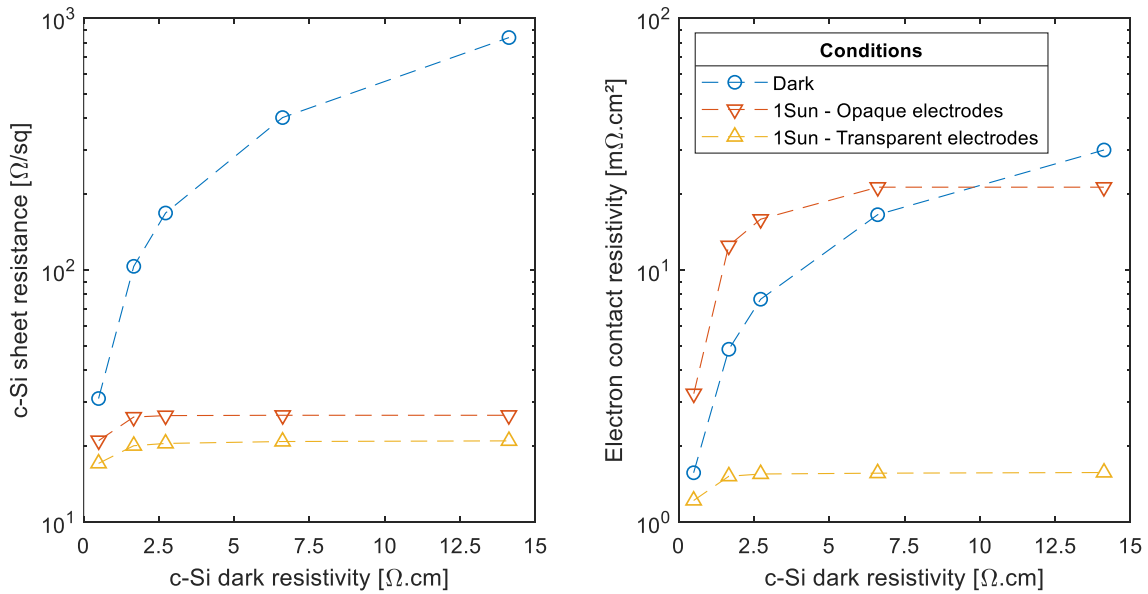 c-Si sheet resistance [Ω/sq]
10³
10²
10¹
0 2.5 5 7.5 10 12.5 15
c-Si dark resistivity [Ω.cm]
Electron contact resistivity [mΩ.cm²]
10²
10¹
10⁰
0 2.5 5 7.5 10 12.5 15
c-Si dark resistivity [Ω.cm]
Conditions
Dark
1Sun - Opaque electrodes
1Sun - Transparent electrodes